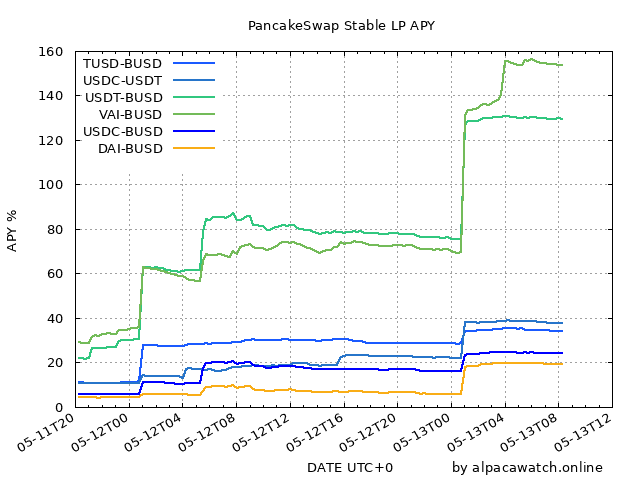 PancakeSwap Stable LP APY
160
140
120
100
80
60
40
20
0
APY %
TUSD-BUSD
USDC-USDT
USDT-BUSD
VAI-BUSD
USDC-BUSD
DAI-BUSD
05-11T20
05-12T00
05-12T04
05-12T08
05-12T12
05-12T16
05-12T20
05-13T00
05-13T04
05-13T08
05-13T12
DATE UTC+0
by alpacawatch.online